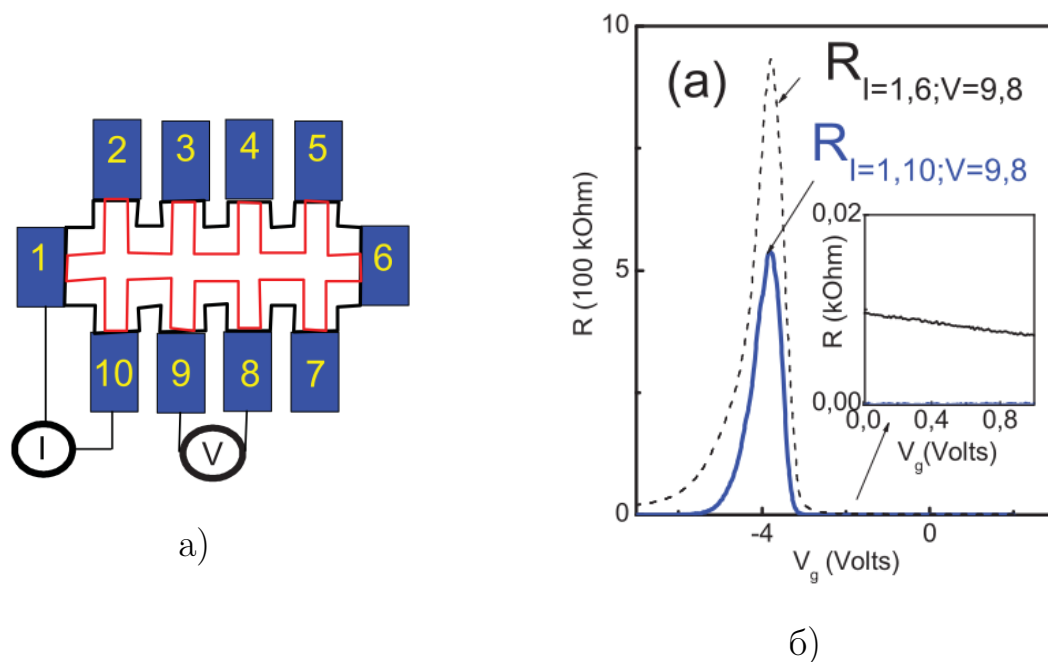 2 3 4 5
1 6
10 9 8 7
I V
а)
(a)
R I=1,6;V=9,8
R I=1,10;V=9,8
10
5
0
R (100 kOhm)
-4 0
V g (Volts)
0,02
0,00
R (kOhm)
0,0 0,4 0,8
V g(Volts)
б)